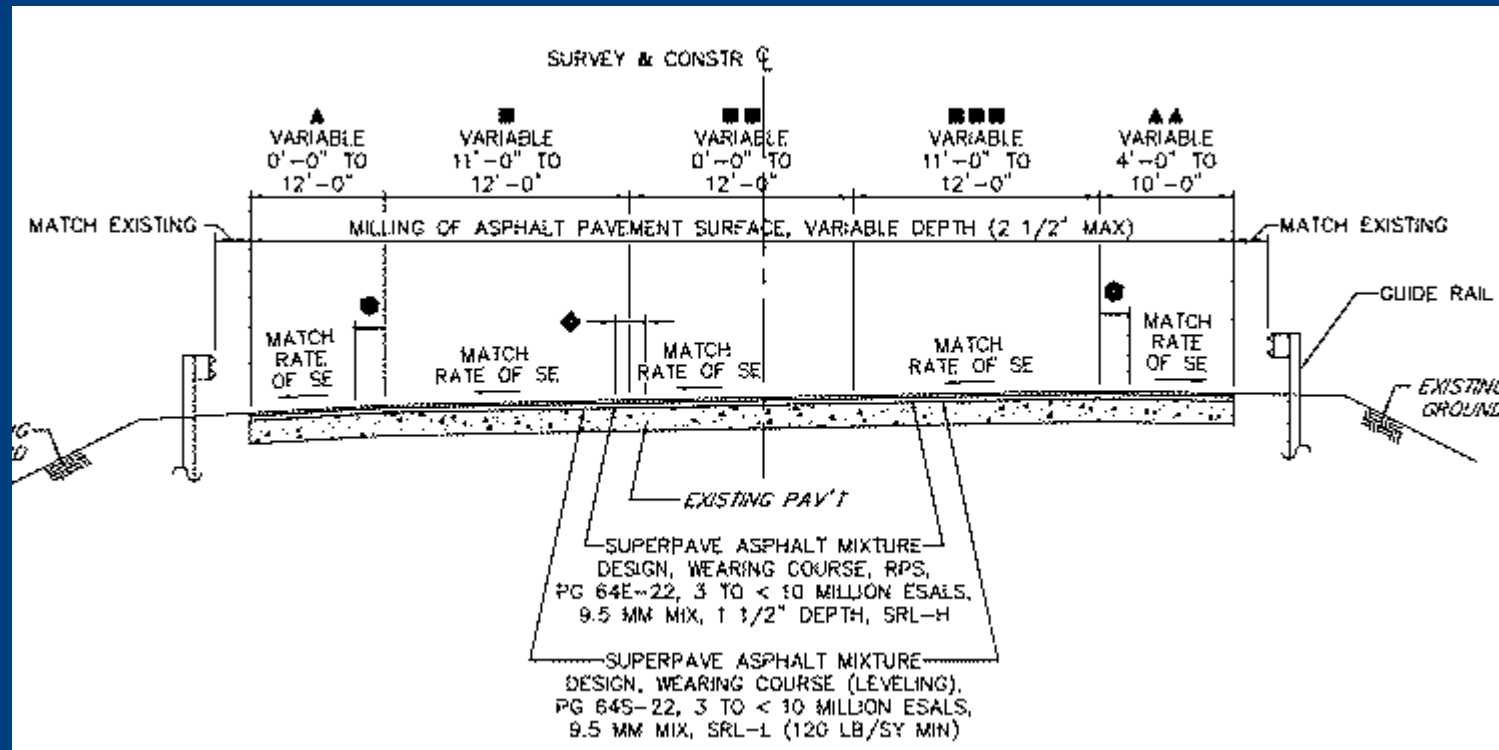 SURVEY & CONSTR ℄
VARIABLE
0'-0" TO
12'-0"
VARIABLE
11'-0" TO
12'-0"
VARIABLE
0'-0" TO
12'-0"
VARIABLE
11'-0" TO
12'-0"
VARIABLE
4'-0" TO
10'-0"
MATCH EXISTING
MILLING OF ASPHALT PAVEMENT SURFACE, VARIABLE DEPTH (2 1/2" MAX)
MATCH EXISTING
GUIDE RAIL
MATCH
RATE
OF SE
MATCH
RATE OF SE
MATCH
RATE OF SE
MATCH
RATE OF SE
MATCH
RATE
OF SE
EXISTING
GROUND
EXISTING PAV'T
SUPERPAVE ASPHALT MIXTURE
DESIGN, WEARING COURSE, RPS,
PG 64E-22, 3 TO < 10 MILLION ESALS,
9.5 MM MIX, 1 1/2" DEPTH, SRL-H
SUPERPAVE ASPHALT MIXTURE
DESIGN, WEARING COURSE (LEVELING),
PG 64S-22, 3 TO < 10 MILLION ESALS,
9.5 MM MIX, SRL-L (120 LB/SY MIN)